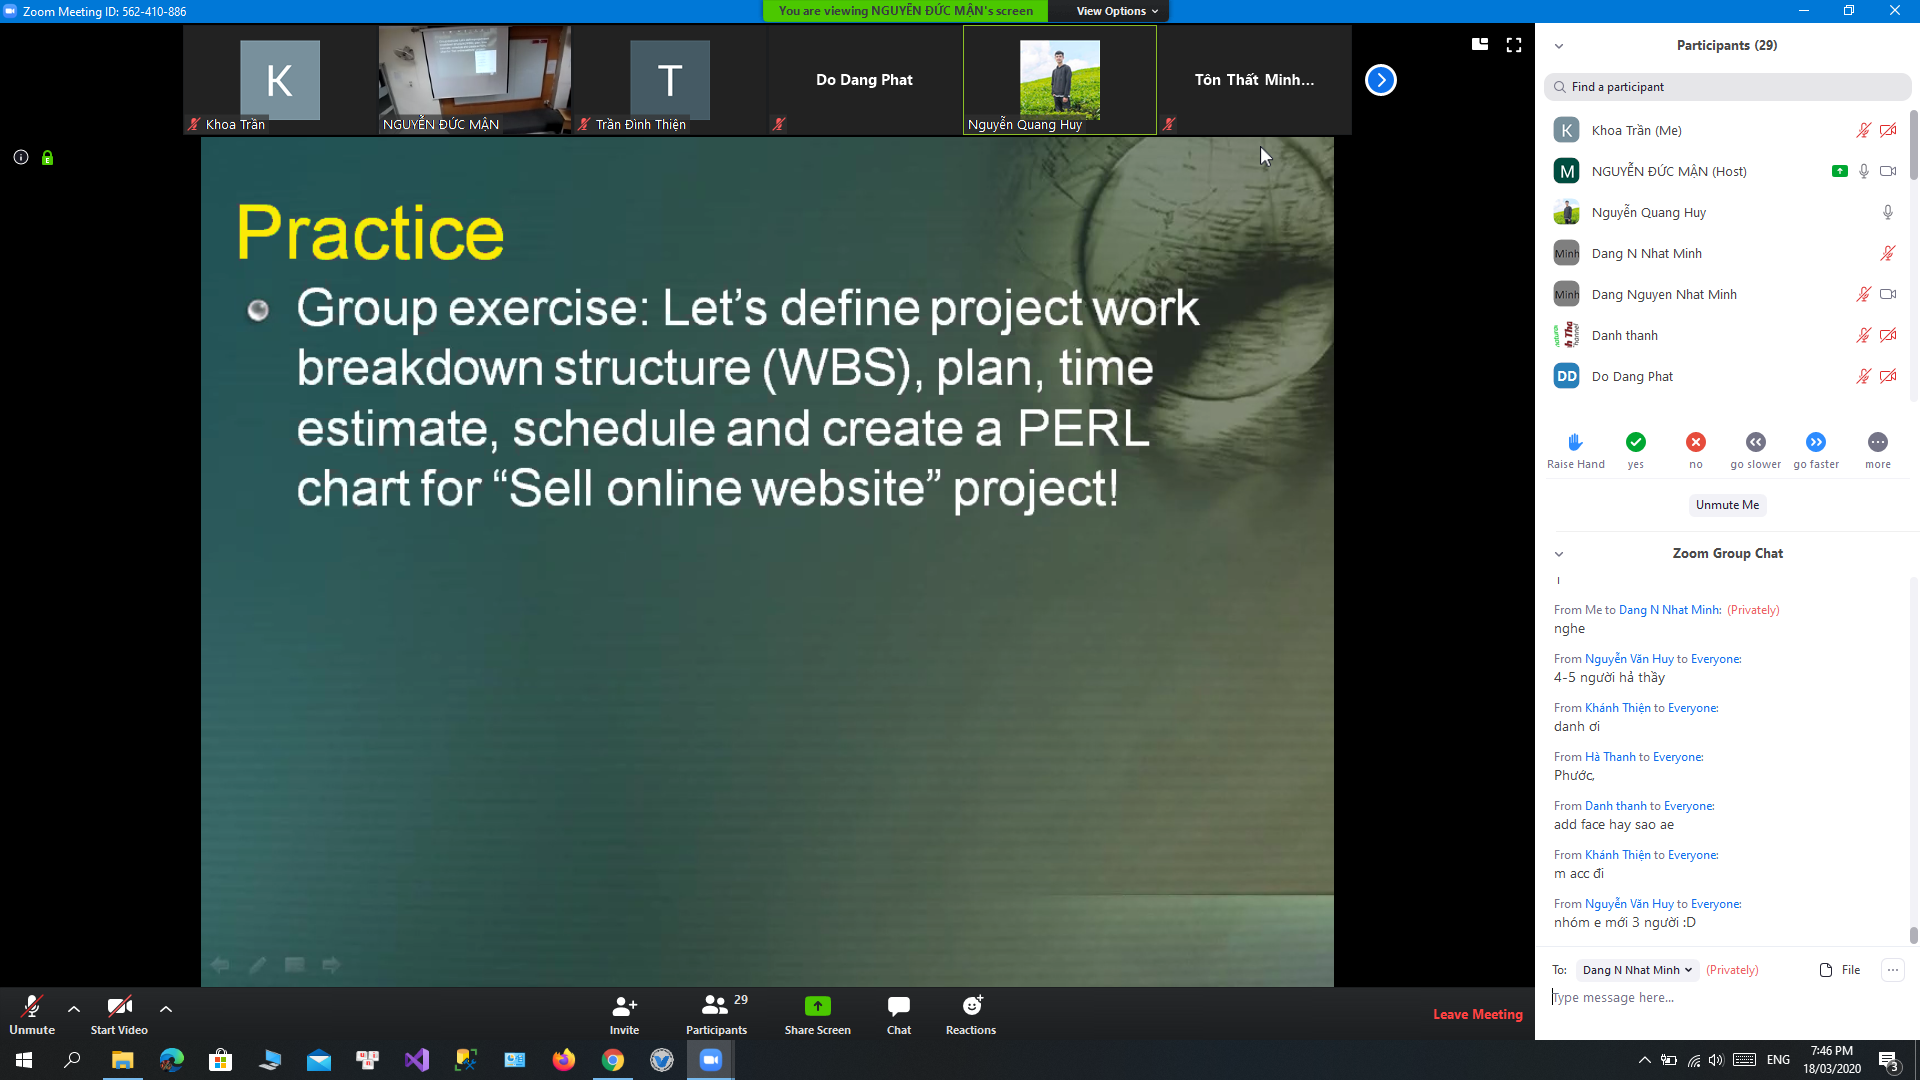 Zoom Meeting ID: 562-410-886
You are viewing NGUYỄN ĐỨC MẬN's screen
View Options
K
Khoa Trần
NGUYỄN ĐỨC MẬN
T
Trần Đình Thiện
Do Dang Phat
Nguyễn Quang Huy
Tôn Thất Minh...
Practice
Group exercise: Let’s define project work
breakdown structure (WBS), plan, time
estimate, schedule and create a PERL
chart for “Sell online website” project!
Participants (29)
Find a participant
K
Khoa Trần (Me)
M
NGUYỄN ĐỨC MẬN (Host)
Nguyễn Quang Huy
Minh
Dang N Nhat Minh
Minh
Dang Nguyen Nhat Minh
Danh thanh
DD
Do Dang Phat
Raise Hand
yes
no
go slower
go faster
more
Unmute Me
Zoom Group Chat
From Me to Dang N Nhat Minh: (Privately)
nghe
From Nguyễn Văn Huy to Everyone:
4-5 người hả thầy
From Khánh Thiện to Everyone:
danh ơi
From Hà Thanh to Everyone:
Phước,
From Danh thanh to Everyone:
add face hay sao ae
From Khánh Thiện to Everyone:
m acc đi
From Nguyễn Văn Huy to Everyone:
nhóm e mới 3 người :D
To: Dang N Nhat Minh (Privately)
File
Type message here...
Unmute
Start Video
Invite
Participants
29
Share Screen
Chat
Reactions
Leave Meeting
ENG
7:46 PM
18/03/2020
3